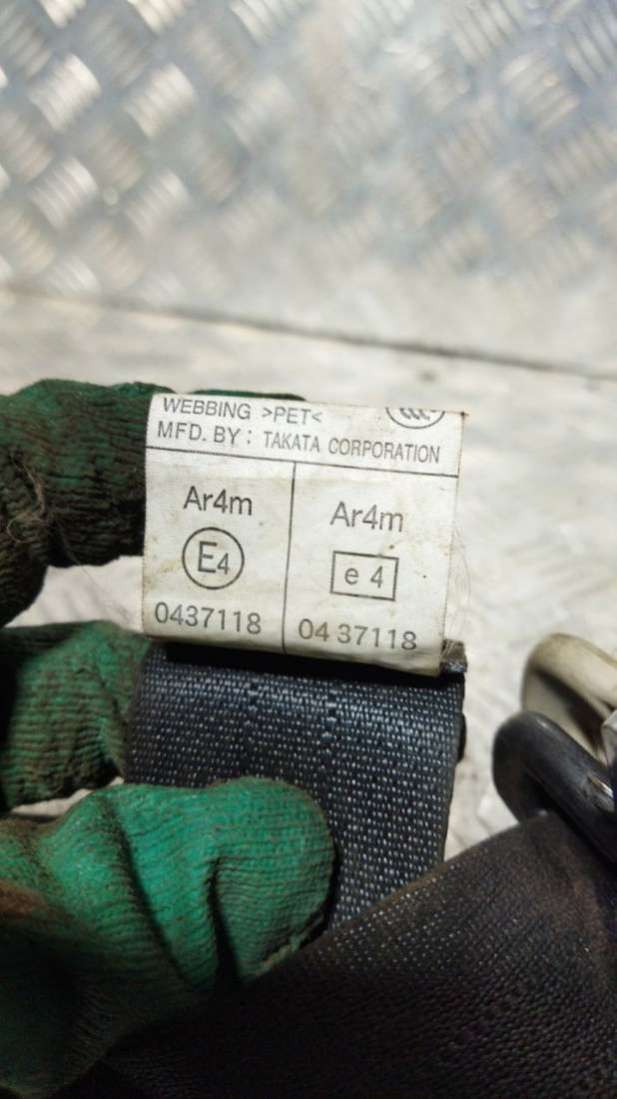 WEBBING >PET<
MFD. BY : TAKATA CORPORATION
Ar4m
E4
0437118
Ar4m
e 4
04 37118